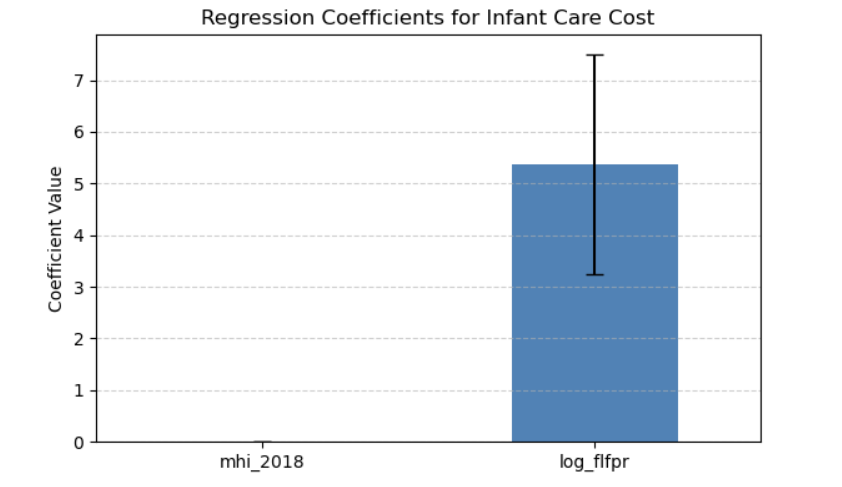 Regression Coefficients for Infant Care Cost
Coefficient Value
7
6
5
4
3
2
1
0
mhi_2018
log_flfpr